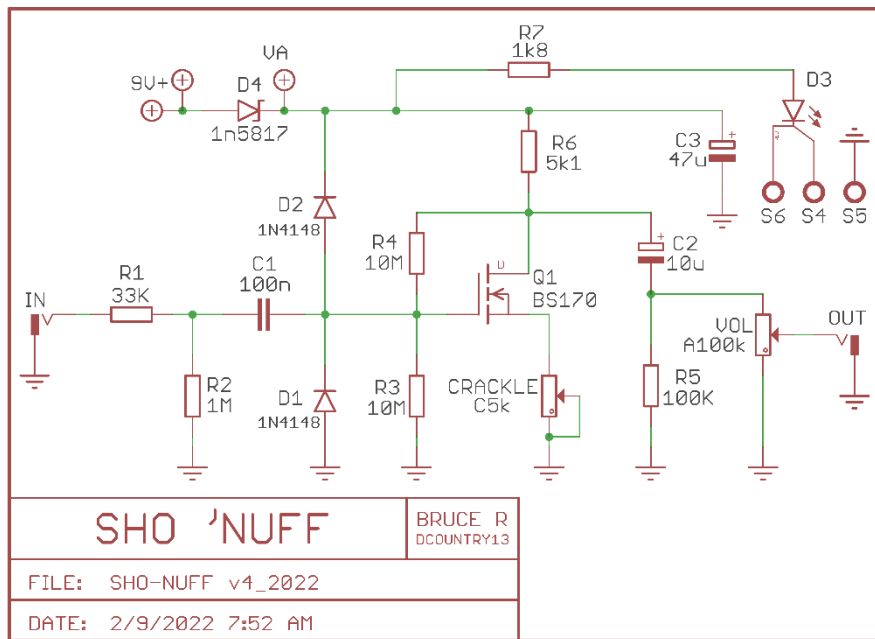 R7
1k8
VA
9V+
D4
1n5817
D3
R6
5k1
C3
47u
+
S6
S4
S5
D2
1N4148
R4
10M
D
Q1
BS170
+
C2
10u
C1
100n
R1
33K
IN
VOL
A100k
OUT
R2
1M
D1
1N4148
R3
10M
CRACKLE
C5k
R5
100K
SHO 'NUFF
BRUCE R
DCOUNTRY13
FILE: SHO-NUFF v4_2022
DATE: 2/9/2022 7:52 AM